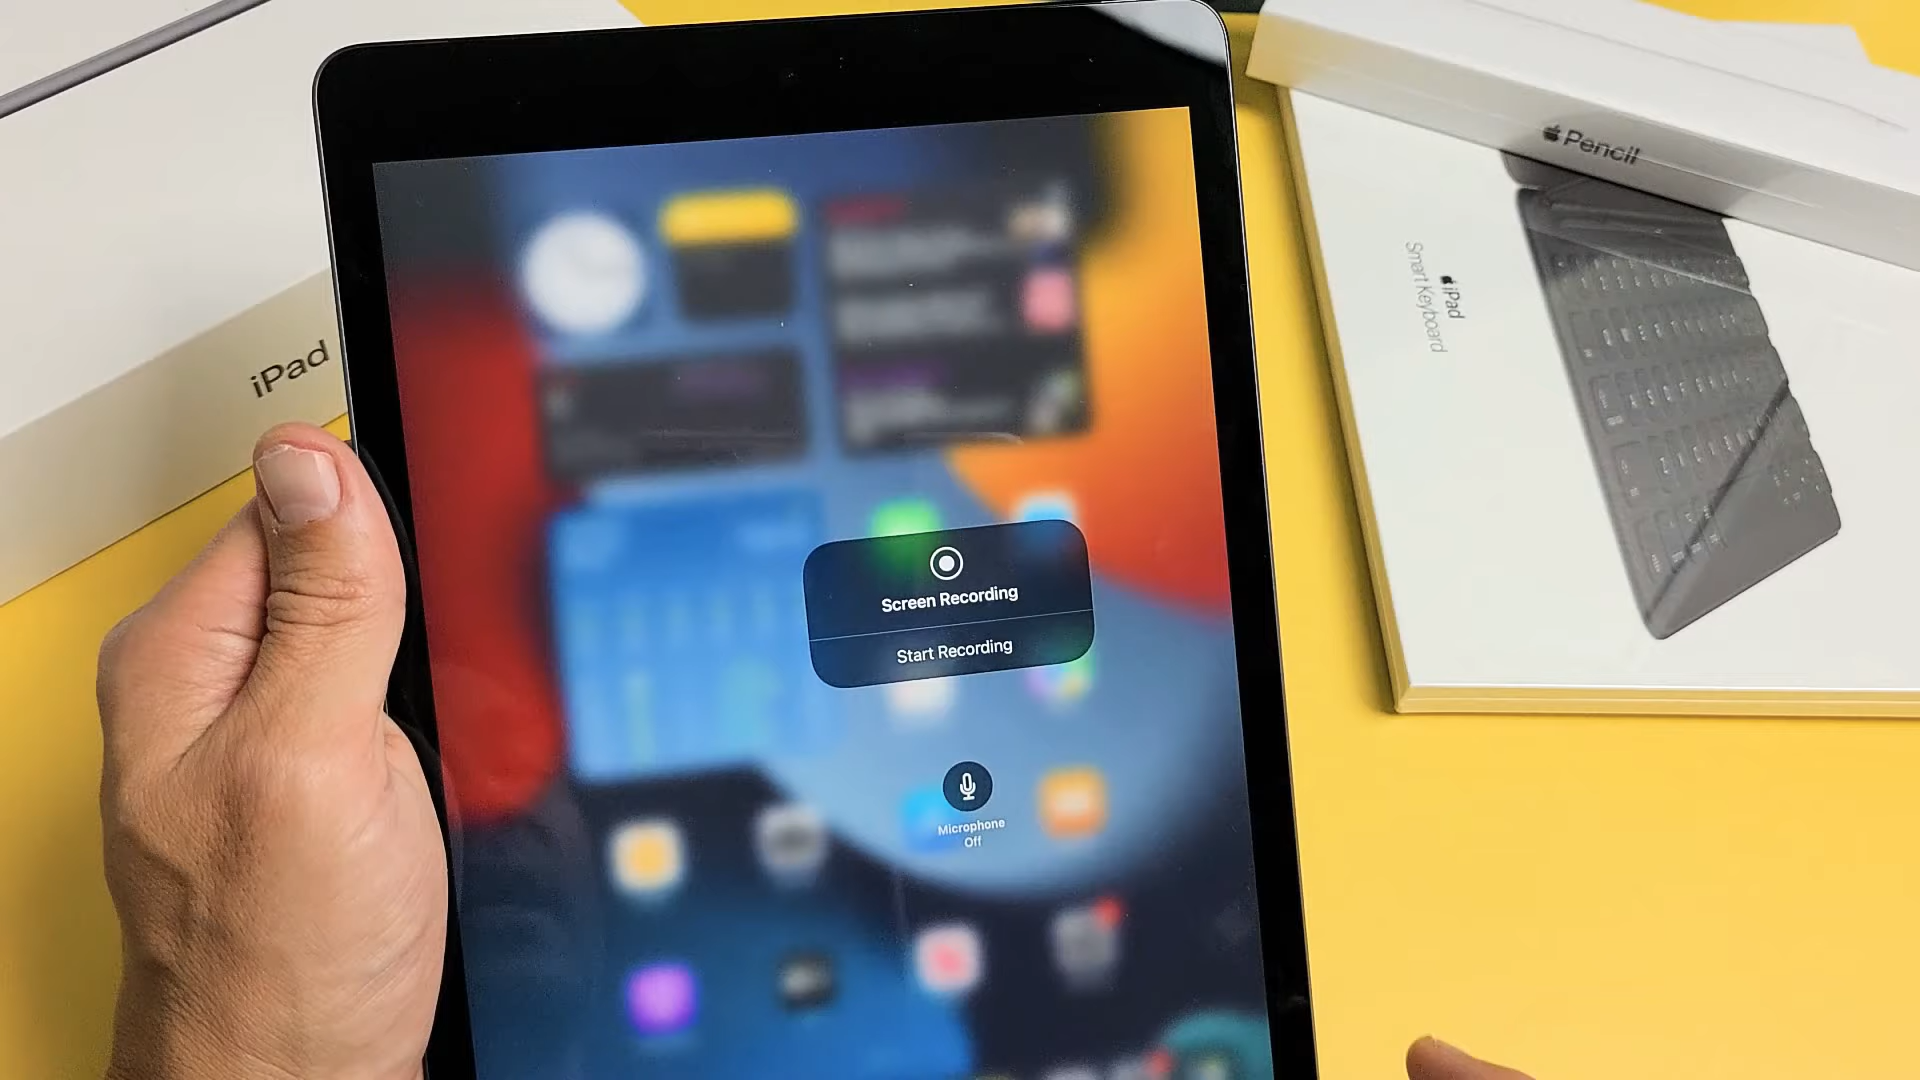 iPad
Pencil
iPad
Smart Keyboard
Screen Recording
Start Recording
Microphone
Off